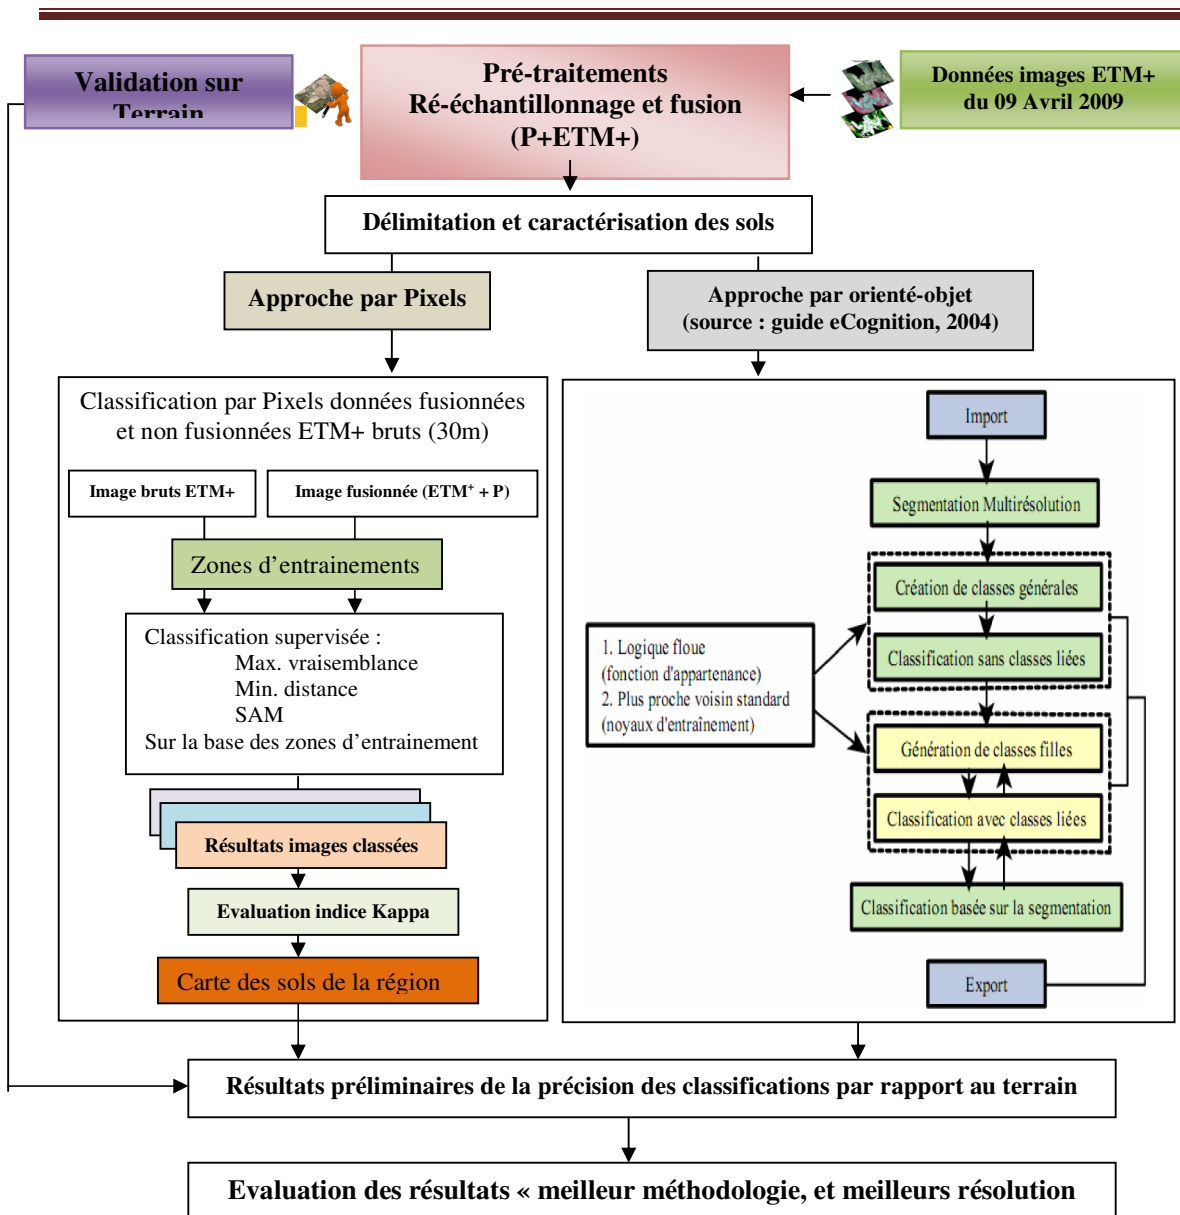 Validation sur
Terrain
Pré-traitements
Ré-échantillonnage et fusion
(P+ETM+)
Données images ETM+
du 09 Avril 2009
Délimitation et caractérisation des sols
Approche par Pixels
Approche par orienté-objet
(source : guide eCognition, 2004)
Classification par Pixels données fusionnées
et non fusionnées ETM+ bruts (30m)
Image bruts ETM+
Image fusionnée (ETM⁺ + P)
Zones d’entrainements
Classification supervisée :
Max. vraisemblance
Min. distance
SAM
Sur la base des zones d’entrainement
Résultats images classées
Evaluation indice Kappa
Carte des sols de la région
Import
Segmentation Multirésolution
Création de classes générales
Classification sans classes liées
1. Logique floue
(fonction d'appartenance)
2. Plus proche voisin standard
(noyaux d'entraînement)
Génération de classes filles
Classification avec classes liées
Classification basée sur la segmentation
Export
Résultats préliminaires de la précision des classifications par rapport au terrain
Evaluation des résultats « meilleur méthodologie, et meilleurs résolution